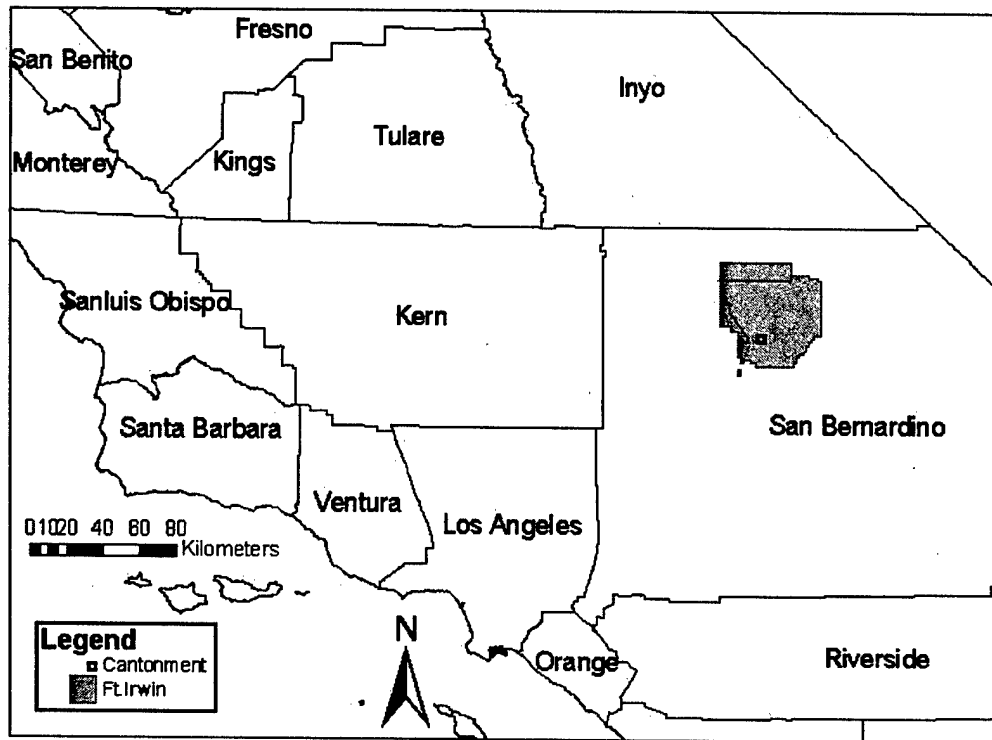 Fresno
San Benito
Inyo
Tulare
Monterey
Kings
Sanluis Obispo
Kern
Santa Barbara
San Bernardino
Ventura
Los Angeles
01020 40 60 80
Kilometers
N
Legend
Cantonment
Ft.Irwin
Orange
Riverside